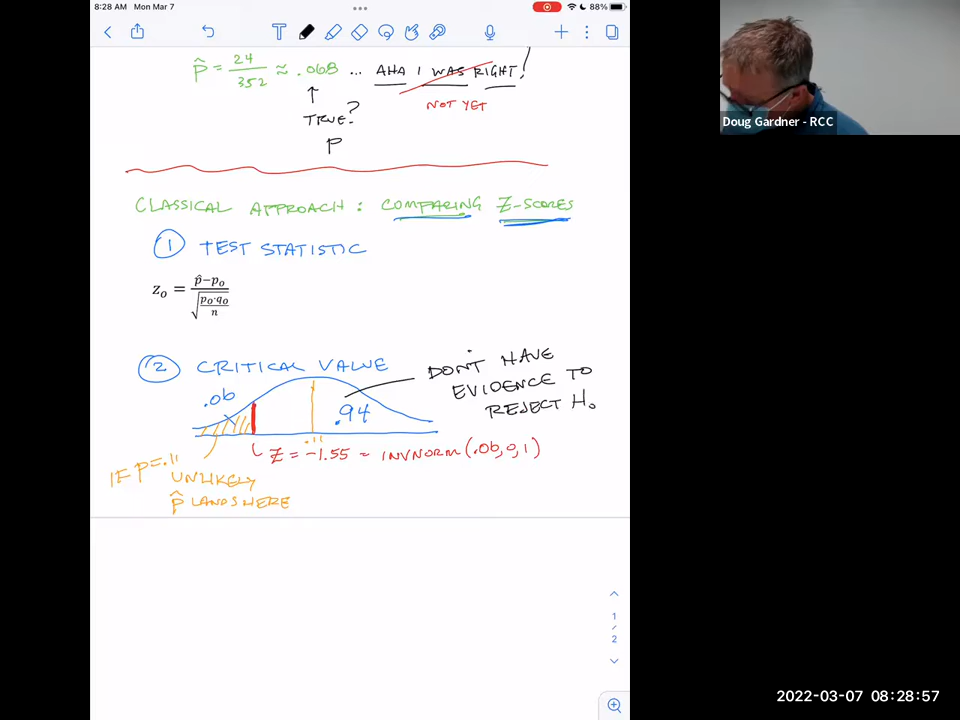 8:28 AM Mon Mar 7
88%
p̂ = 24/352 ≈ .068 ... AHA I WAS RIGHT!
NOT YET
TRUE?
p
CLASSICAL APPROACH: COMPARING Z-SCORES
1 TEST STATISTIC
z₀ = (p̂−p₀)/√(p₀·q₀/n)
2 CRITICAL VALUE
DON'T HAVE
EVIDENCE TO
REJECT H₀
.06
.94
.11
Z = -1.55 = INVNORM(.06,0,1)
IF p=.11
UNLIKELY
p̂ LANDS HERE
1
/
2
Doug Gardner - RCC
2022-03-07 08:28:57